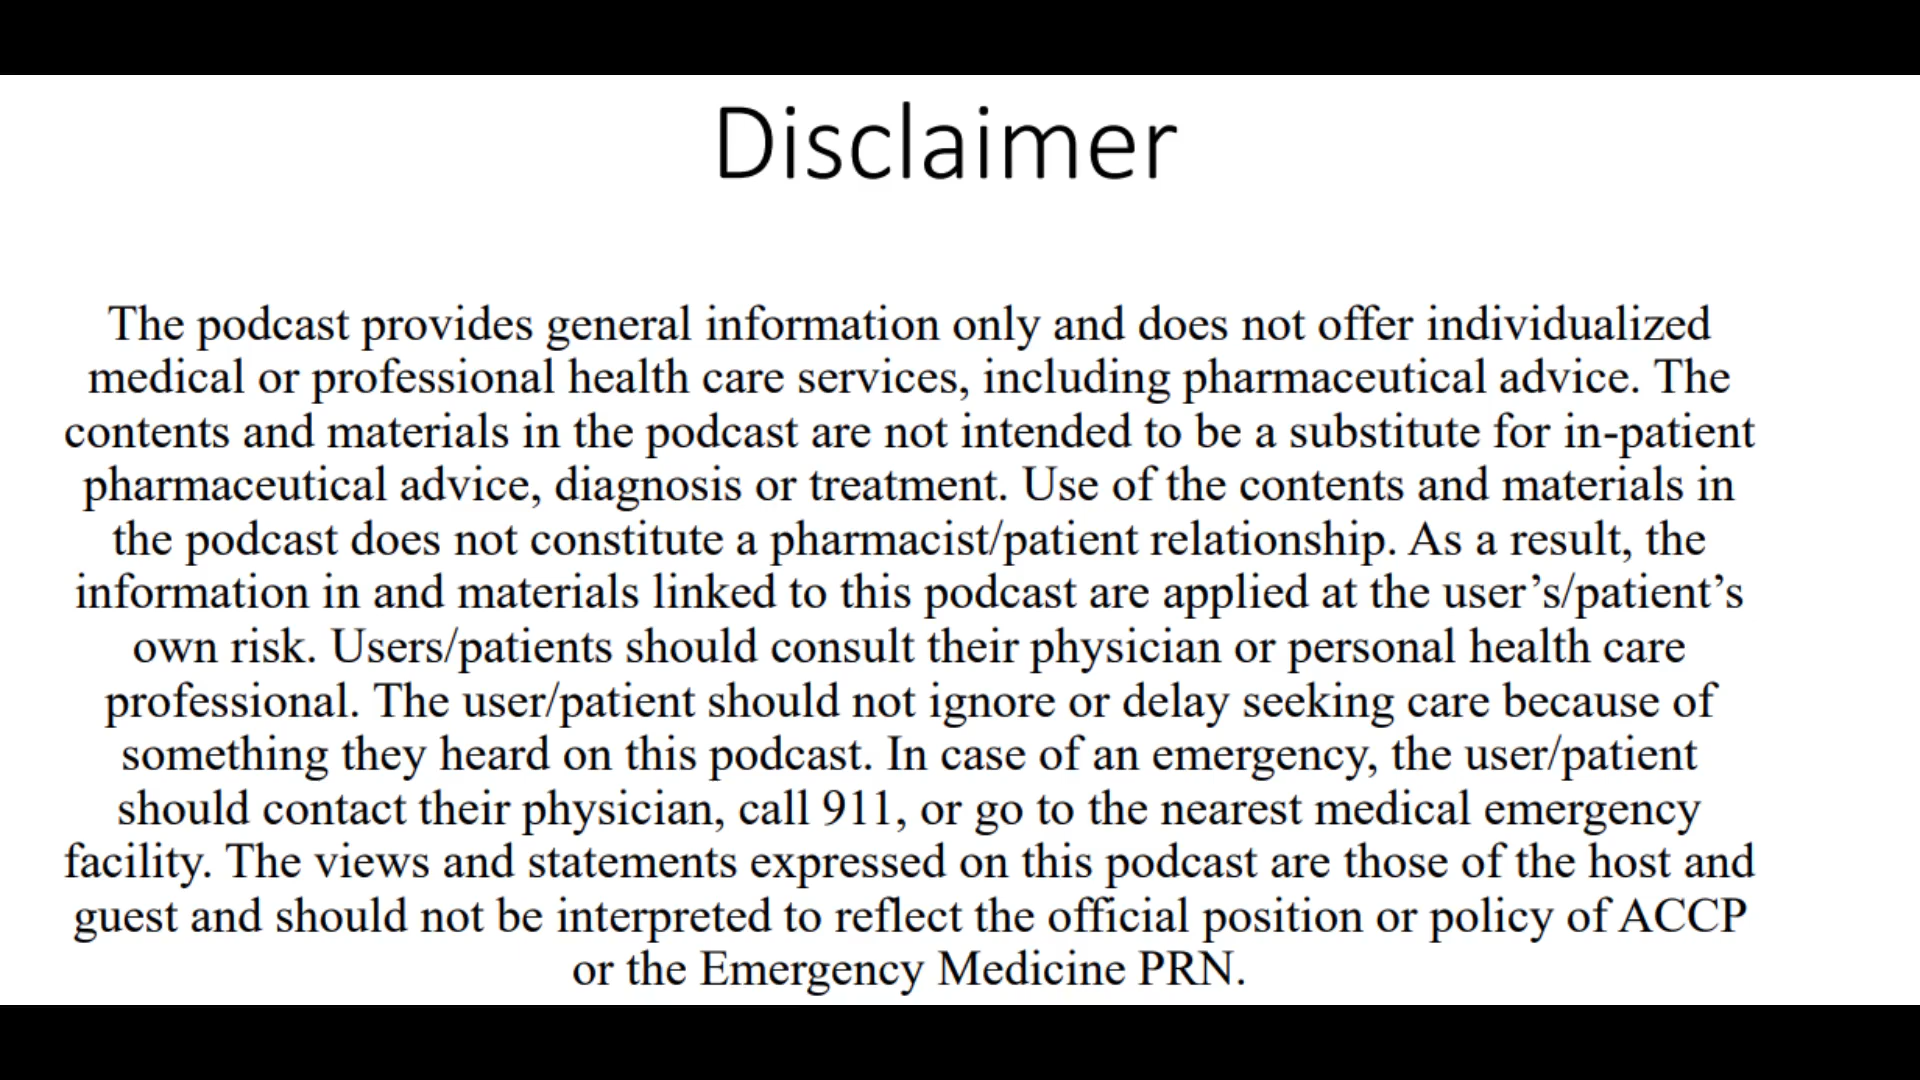 Disclaimer
The podcast provides general information only and does not offer individualized
medical or professional health care services, including pharmaceutical advice. The
contents and materials in the podcast are not intended to be a substitute for in-patient
pharmaceutical advice, diagnosis or treatment. Use of the contents and materials in
the podcast does not constitute a pharmacist/patient relationship. As a result, the
information in and materials linked to this podcast are applied at the user’s/patient’s
own risk. Users/patients should consult their physician or personal health care
professional. The user/patient should not ignore or delay seeking care because of
something they heard on this podcast. In case of an emergency, the user/patient
should contact their physician, call 911, or go to the nearest medical emergency
facility. The views and statements expressed on this podcast are those of the host and
guest and should not be interpreted to reflect the official position or policy of ACCP
or the Emergency Medicine PRN.